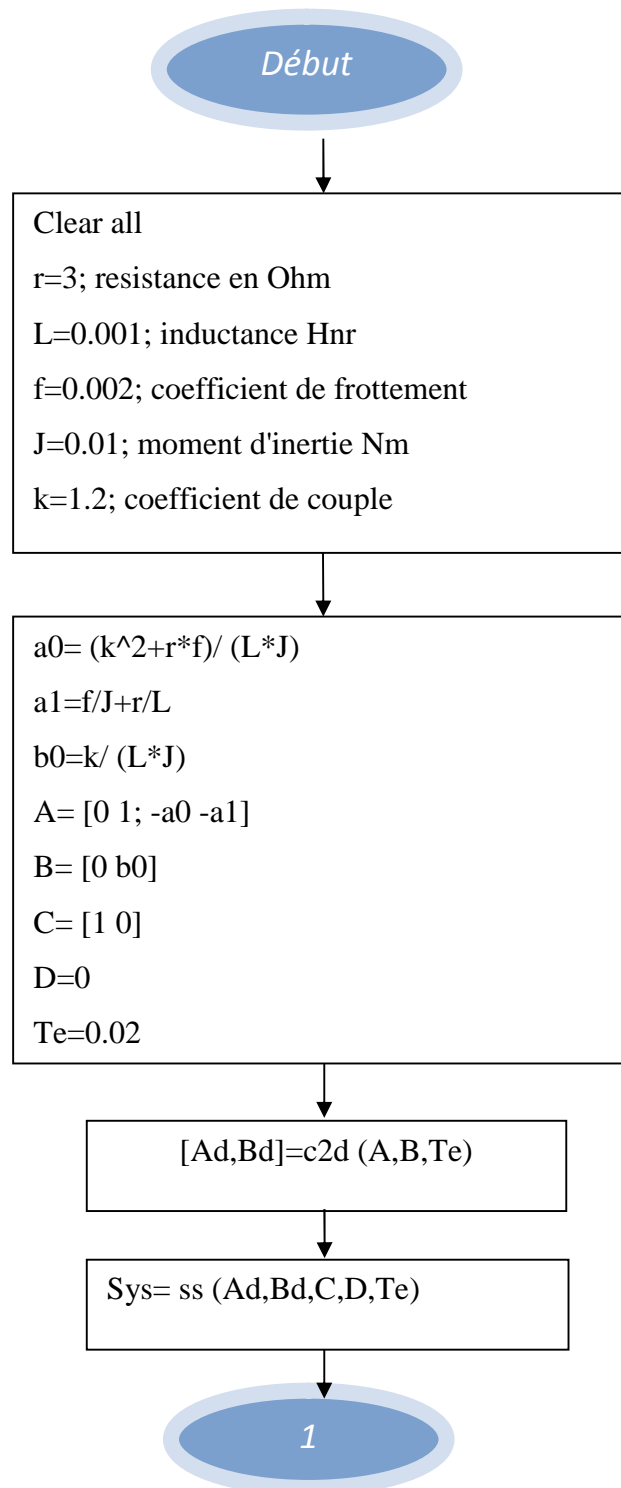 Début
Clear all
r=3; resistance en Ohm
L=0.001; inductance Hnr
f=0.002; coefficient de frottement
J=0.01; moment d'inertie Nm
k=1.2; coefficient de couple
a0= (k^2+r*f)/ (L*J)
a1=f/J+r/L
b0=k/ (L*J)
A= [0 1; -a0 -a1]
B= [0 b0]
C= [1 0]
D=0
Te=0.02
[Ad,Bd]=c2d (A,B,Te)
Sys= ss (Ad,Bd,C,D,Te)
1